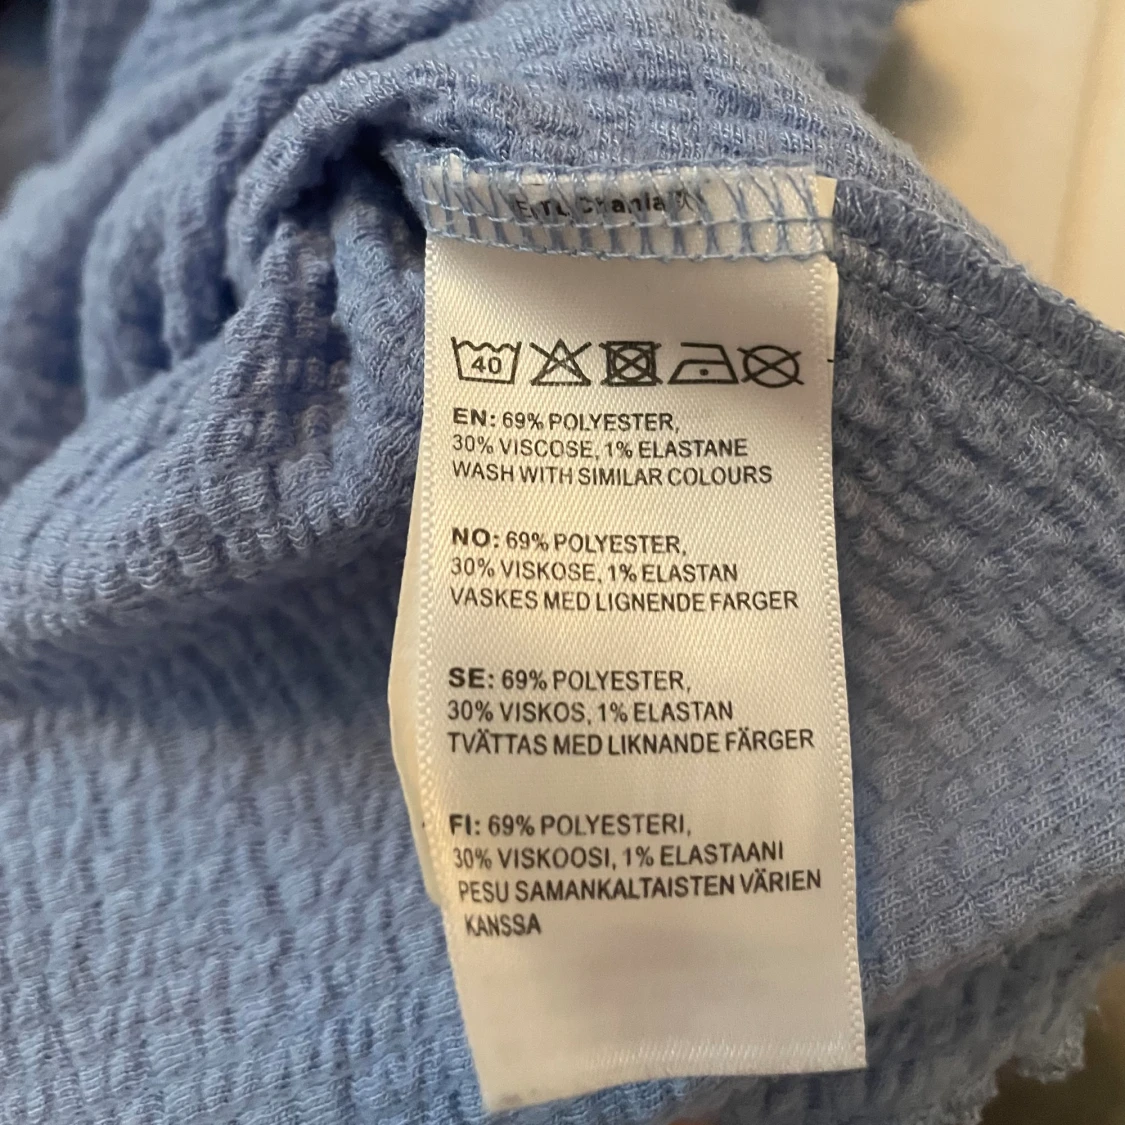 40
EN: 69% POLYESTER,
30% VISCOSE, 1% ELASTANE
WASH WITH SIMILAR COLOURS
NO: 69% POLYESTER,
30% VISKOSE, 1% ELASTAN
VASKES MED LIGNENDE FARGER
SE: 69% POLYESTER,
30% VISKOS, 1% ELASTAN
TVÄTTAS MED LIKNANDE FÄRGER
FI: 69% POLYESTERI,
30% VISKOOSI, 1% ELASTAANI
PESU SAMANKALTAISTEN VÄRIEN
KANSSA